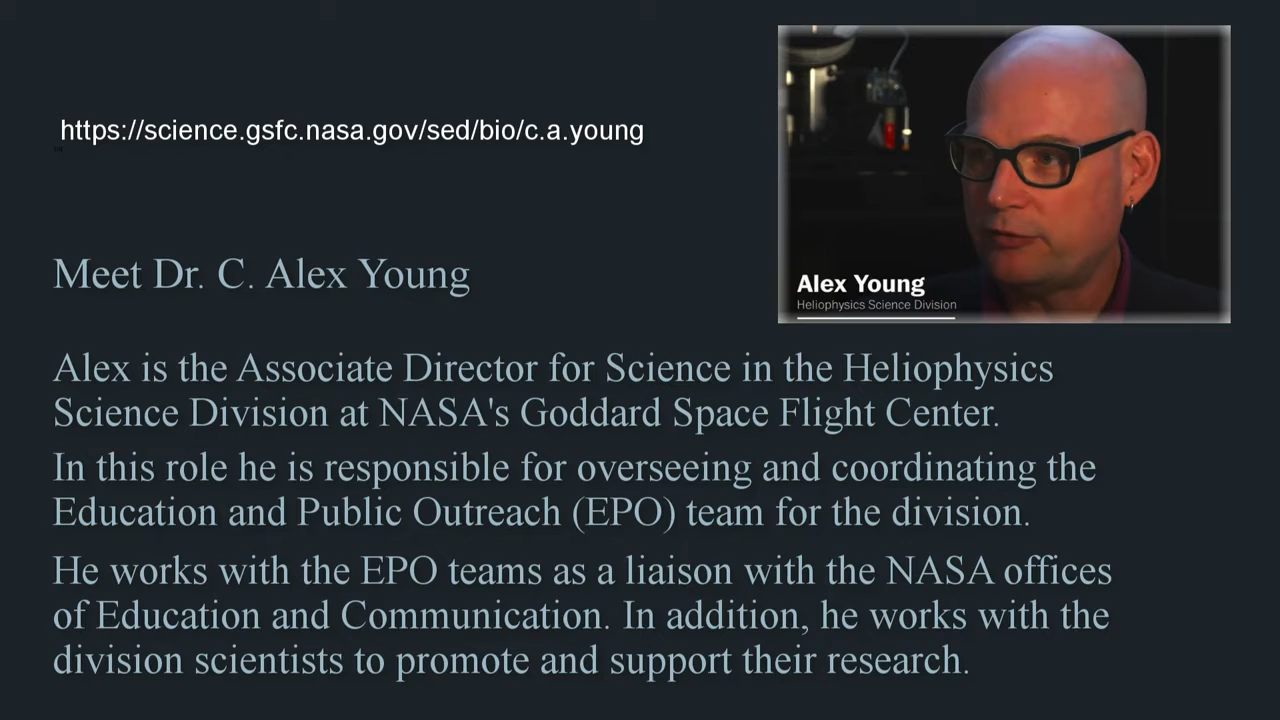 https://science.gsfc.nasa.gov/sed/bio/c.a.young
Alex Young
Heliophysics Science Division
Meet Dr. C. Alex Young
Alex is the Associate Director for Science in the Heliophysics
Science Division at NASA's Goddard Space Flight Center.
In this role he is responsible for overseeing and coordinating the
Education and Public Outreach (EPO) team for the division.
He works with the EPO teams as a liaison with the NASA offices
of Education and Communication. In addition, he works with the
division scientists to promote and support their research.